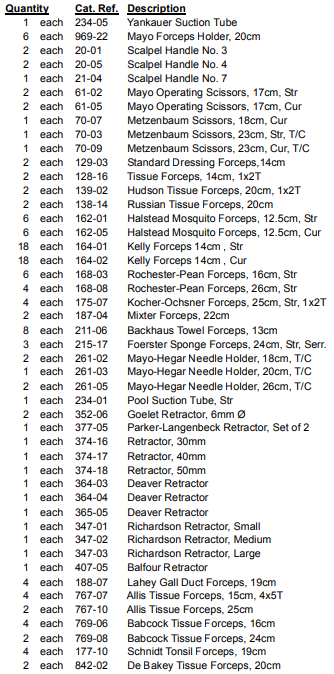 Quantity Cat. Ref. Description
1 each 234-05 Yankauer Suction Tube
6 each 969-22 Mayo Forceps Holder, 20cm
2 each 20-01 Scalpel Handle No. 3
2 each 20-05 Scalpel Handle No. 4
1 each 21-04 Scalpel Handle No. 7
2 each 61-02 Mayo Operating Scissors, 17cm, Str
2 each 61-05 Mayo Operating Scissors, 17cm, Cur
1 each 70-07 Metzenbaum Scissors, 18cm, Cur
1 each 70-03 Metzenbaum Scissors, 23cm, Str, T/C
1 each 70-09 Metzenbaum Scissors, 23cm, Cur, T/C
2 each 129-03 Standard Dressing Forceps,14cm
2 each 128-16 Tissue Forceps, 14cm, 1x2T
2 each 139-02 Hudson Tissue Forceps, 20cm, 1x2T
2 each 138-14 Russian Tissue Forceps, 20cm
6 each 162-01 Halstead Mosquito Forceps, 12.5cm, Str
6 each 162-05 Halstead Mosquito Forceps, 12.5cm, Cur
18 each 164-01 Kelly Forceps 14cm , Str
18 each 164-02 Kelly Forceps 14cm , Cur
6 each 168-03 Rochester-Pean Forceps, 16cm, Str
4 each 168-08 Rochester-Pean Forceps, 26cm, Str
4 each 175-07 Kocher-Ochsner Forceps, 25cm, Str, 1x2T
2 each 187-04 Mixter Forceps, 22cm
8 each 211-06 Backhaus Towel Forceps, 13cm
3 each 215-17 Foerster Sponge Forceps, 24cm, Str, Serr.
2 each 261-02 Mayo-Hegar Needle Holder, 18cm, T/C
1 each 261-03 Mayo-Hegar Needle Holder, 20cm, T/C
2 each 261-05 Mayo-Hegar Needle Holder, 26cm, T/C
1 each 234-01 Pool Suction Tube, Str
2 each 352-06 Goelet Retractor, 6mm Ø
1 each 377-05 Parker-Langenbeck Retractor, Set of 2
1 each 374-16 Retractor, 30mm
1 each 374-17 Retractor, 40mm
1 each 374-18 Retractor, 50mm
1 each 364-03 Deaver Retractor
1 each 364-04 Deaver Retractor
1 each 365-05 Deaver Retractor
1 each 347-01 Richardson Retractor, Small
1 each 347-02 Richardson Retractor, Medium
1 each 347-03 Richardson Retractor, Large
1 each 407-05 Balfour Retractor
4 each 188-07 Lahey Gall Duct Forceps, 19cm
4 each 767-07 Allis Tissue Forceps, 15cm, 4x5T
2 each 767-10 Allis Tissue Forceps, 25cm
4 each 769-06 Babcock Tissue Forceps, 16cm
2 each 769-08 Babcock Tissue Forceps, 24cm
4 each 177-10 Schnidt Tonsil Forceps, 19cm
2 each 842-02 De Bakey Tissue Forceps, 20cm